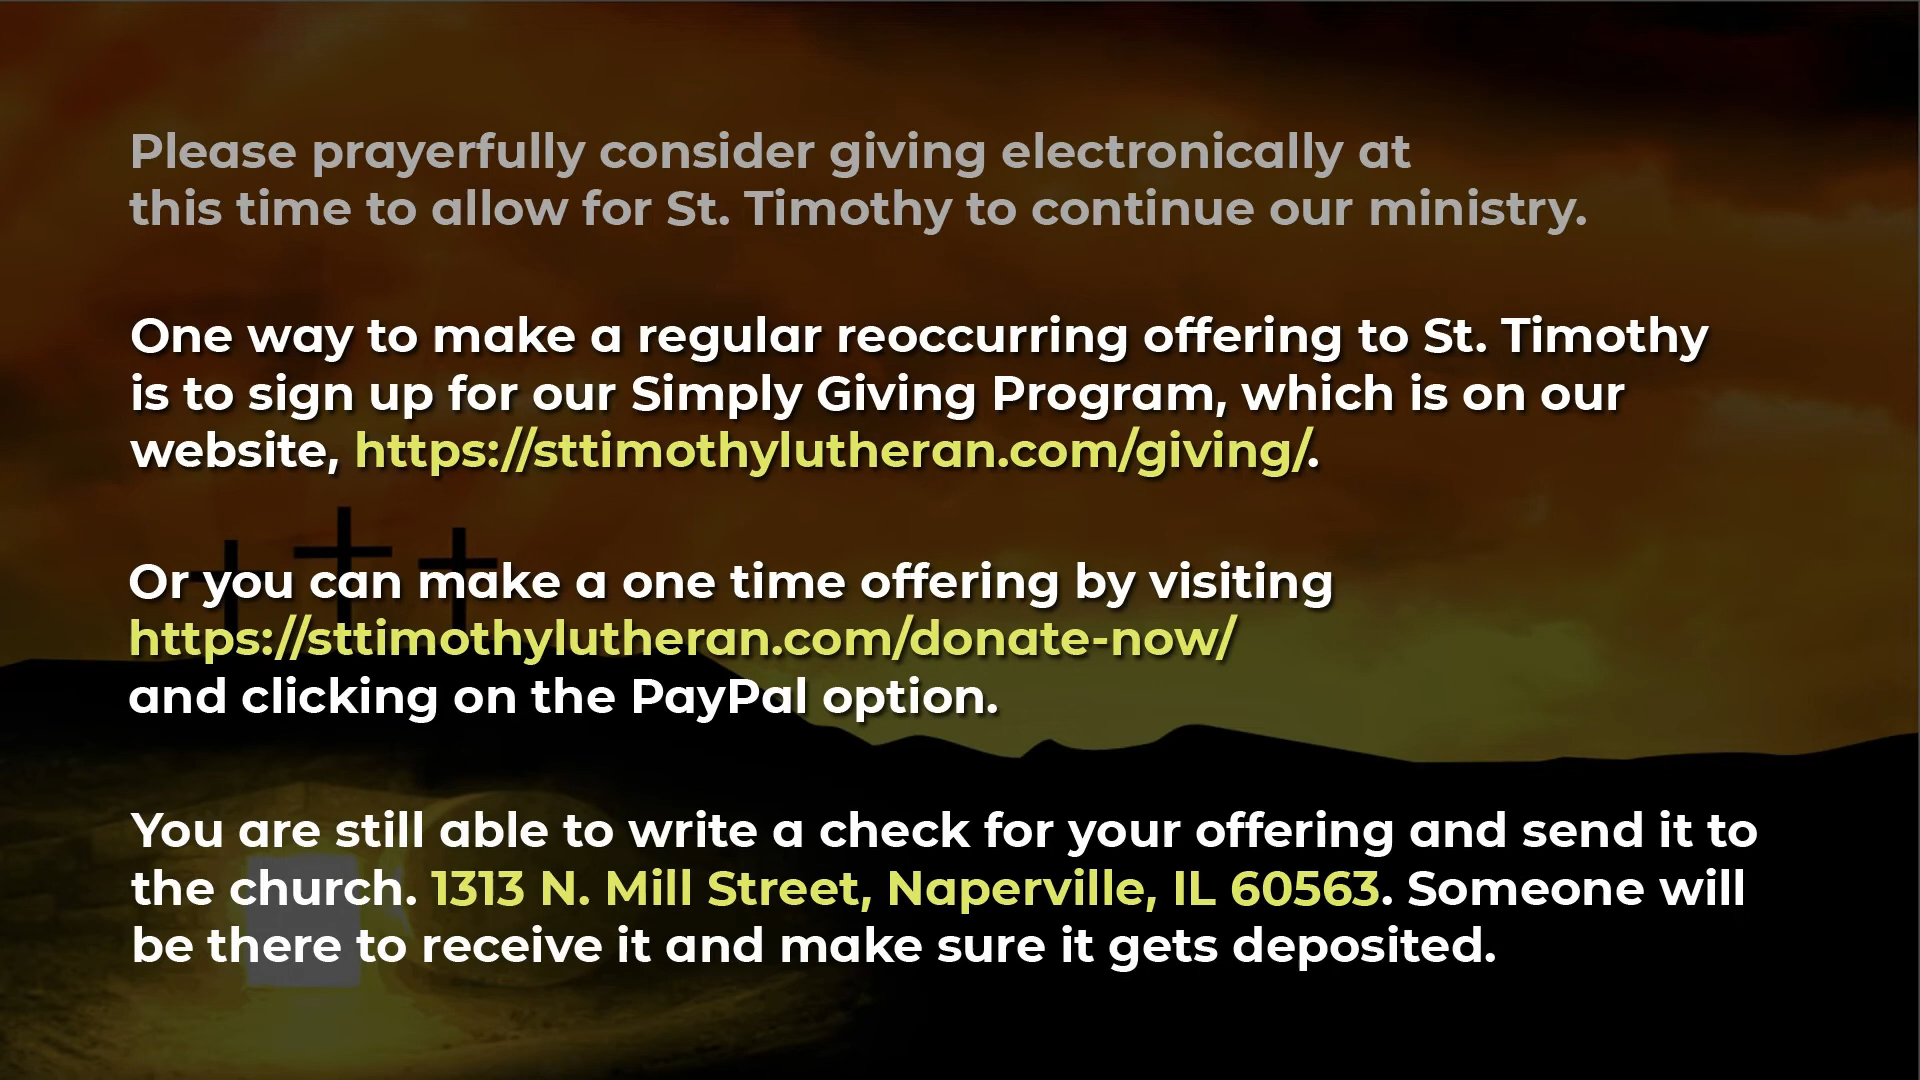 Please prayerfully consider giving electronically at
this time to allow for St. Timothy to continue our ministry.
One way to make a regular reoccurring offering to St. Timothy
is to sign up for our Simply Giving Program, which is on our
website, https://sttimothylutheran.com/giving/.
Or you can make a one time offering by visiting
https://sttimothylutheran.com/donate-now/
and clicking on the PayPal option.
You are still able to write a check for your offering and send it to
the church. 1313 N. Mill Street, Naperville, IL 60563. Someone will
be there to receive it and make sure it gets deposited.